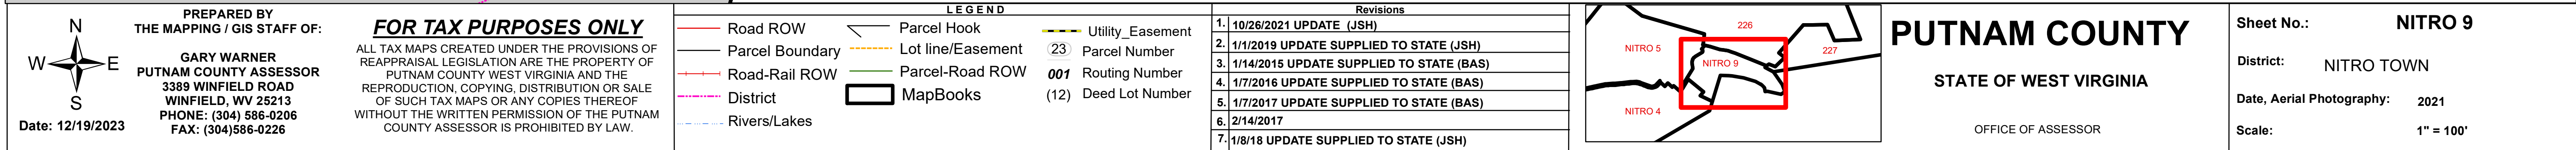 N
W E
S
Date: 12/19/2023
PREPARED BY
THE MAPPING / GIS STAFF OF:
GARY WARNER
PUTNAM COUNTY ASSESSOR
3389 WINFIELD ROAD
WINFIELD, WV 25213
PHONE: (304) 586-0206
FAX: (304)586-0226
FOR TAX PURPOSES ONLY
ALL TAX MAPS CREATED UNDER THE PROVISIONS OF
REAPPRAISAL LEGISLATION ARE THE PROPERTY OF
PUTNAM COUNTY WEST VIRGINIA AND THE
REPRODUCTION, COPYING, DISTRIBUTION OR SALE
OF SUCH TAX MAPS OR ANY COPIES THEREOF
WITHOUT THE WRITTEN PERMISSION OF THE PUTNAM
COUNTY ASSESSOR IS PROHIBITED BY LAW.
LEGEND
Road ROW
Parcel Boundary
Road-Rail ROW
District
Rivers/Lakes
Parcel Hook
Lot line/Easement
Parcel-Road ROW
MapBooks
Utility_Easement
23 Parcel Number
001 Routing Number
(12) Deed Lot Number
Revisions
1. 10/26/2021 UPDATE (JSH)
2. 1/1/2019 UPDATE SUPPLIED TO STATE (JSH)
3. 1/14/2015 UPDATE SUPPLIED TO STATE (BAS)
4. 1/7/2016 UPDATE SUPPLIED TO STATE (BAS)
5. 1/7/2017 UPDATE SUPPLIED TO STATE (BAS)
6. 2/14/2017
7. 1/8/18 UPDATE SUPPLIED TO STATE (JSH)
226
NITRO 5
227
NITRO 9
NITRO 4
PUTNAM COUNTY
STATE OF WEST VIRGINIA
OFFICE OF ASSESSOR
Sheet No.: NITRO 9
District: NITRO TOWN
Date, Aerial Photography: 2021
Scale: 1" = 100'